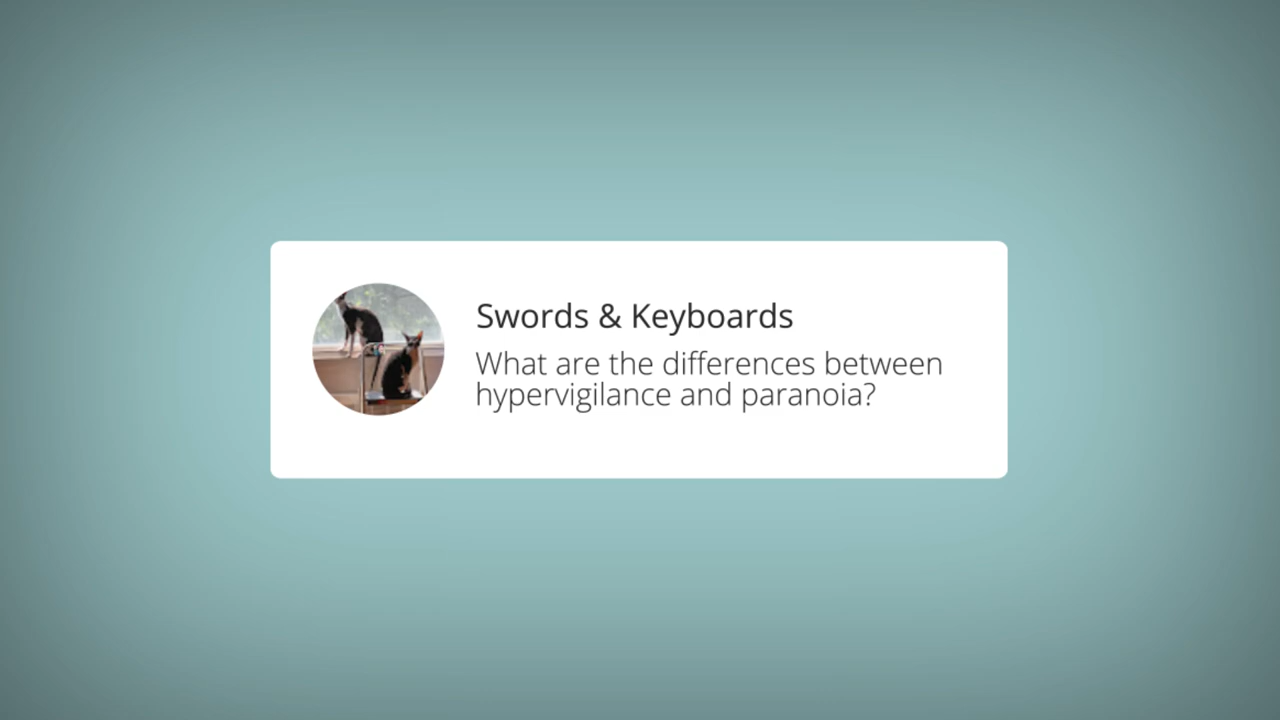 Swords & Keyboards
What are the differences between
hypervigilance and paranoia?